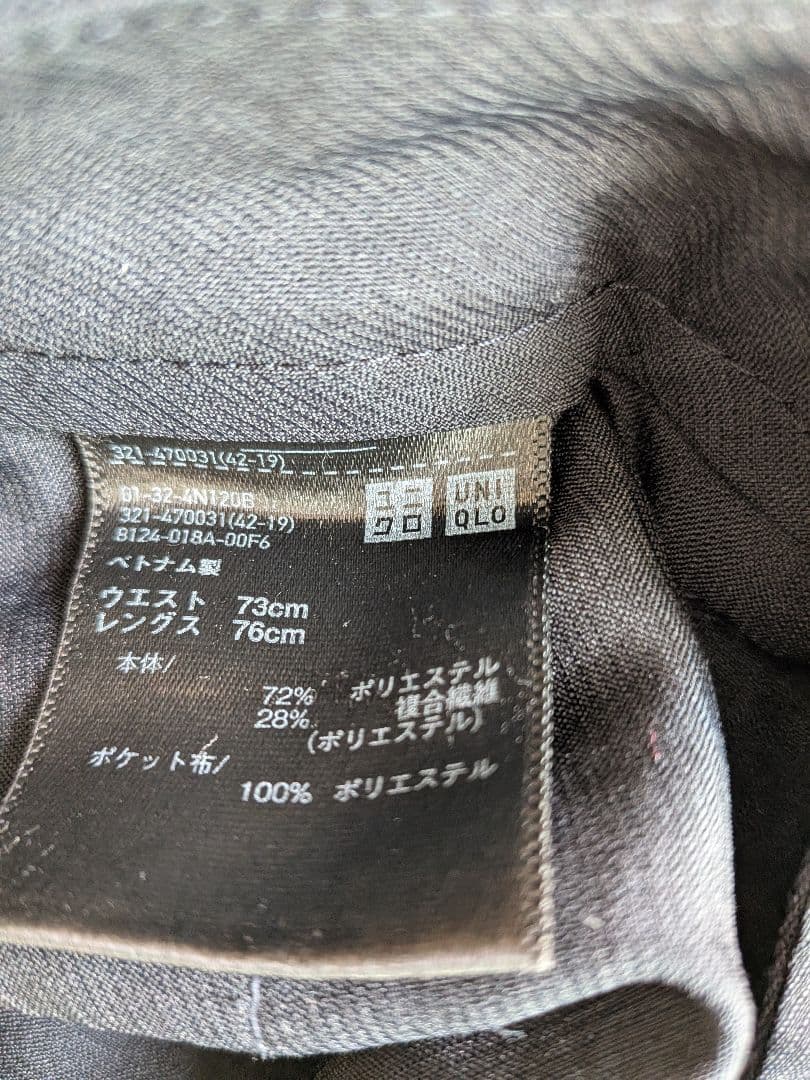 321-470031(42-19)
01-32-4N120B
321-470031(42-19)
8124-018A-00F6
ユニクロ
UNIQLO
ベトナム製
ウエスト 73cm
レングス 76cm
本体/
72% ポリエステル
28% 複合繊維
(ポリエステル)
ポケット布/
100% ポリエステル